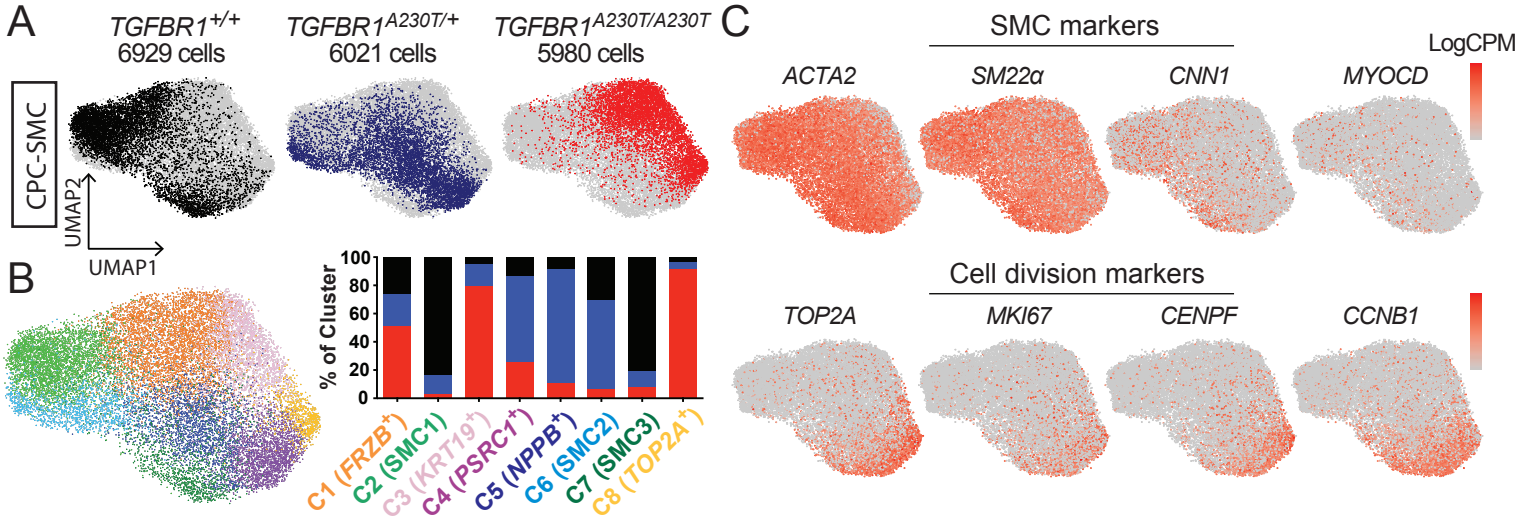 A
TGFBR1+/+
6929 cells
TGFBR1A230T/+
6021 cells
TGFBR1A230T/A230T
5980 cells
CPC-SMC
UMAP2
UMAP1
B
% of Cluster
100
80
60
40
20
0
C1 (FRZB+)
C2 (SMC1)
C3 (KRT19+)
C4 (PSRC1+)
C5 (NPPB+)
C6 (SMC2)
C7 (SMC3)
C8 (TOP2A+)
C
SMC markers
LogCPM
ACTA2
SM22α
CNN1
MYOCD
Cell division markers
TOP2A
MKI67
CENPF
CCNB1